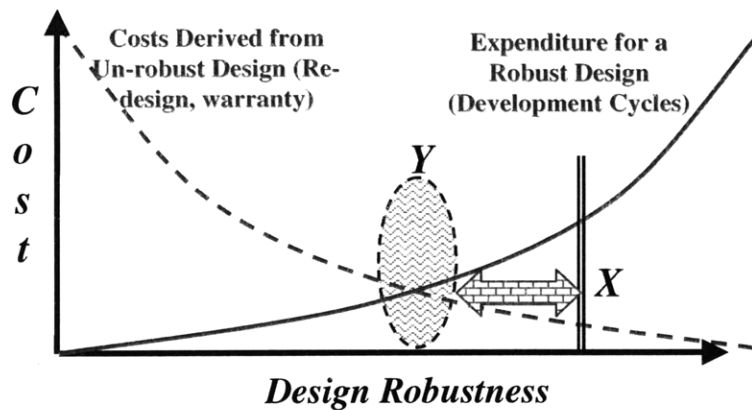 Costs Derived from
Un-robust Design (Re-
design, warranty)
Expenditure for a
Robust Design
(Development Cycles)
C
o
s
t
Y
X
Design Robustness